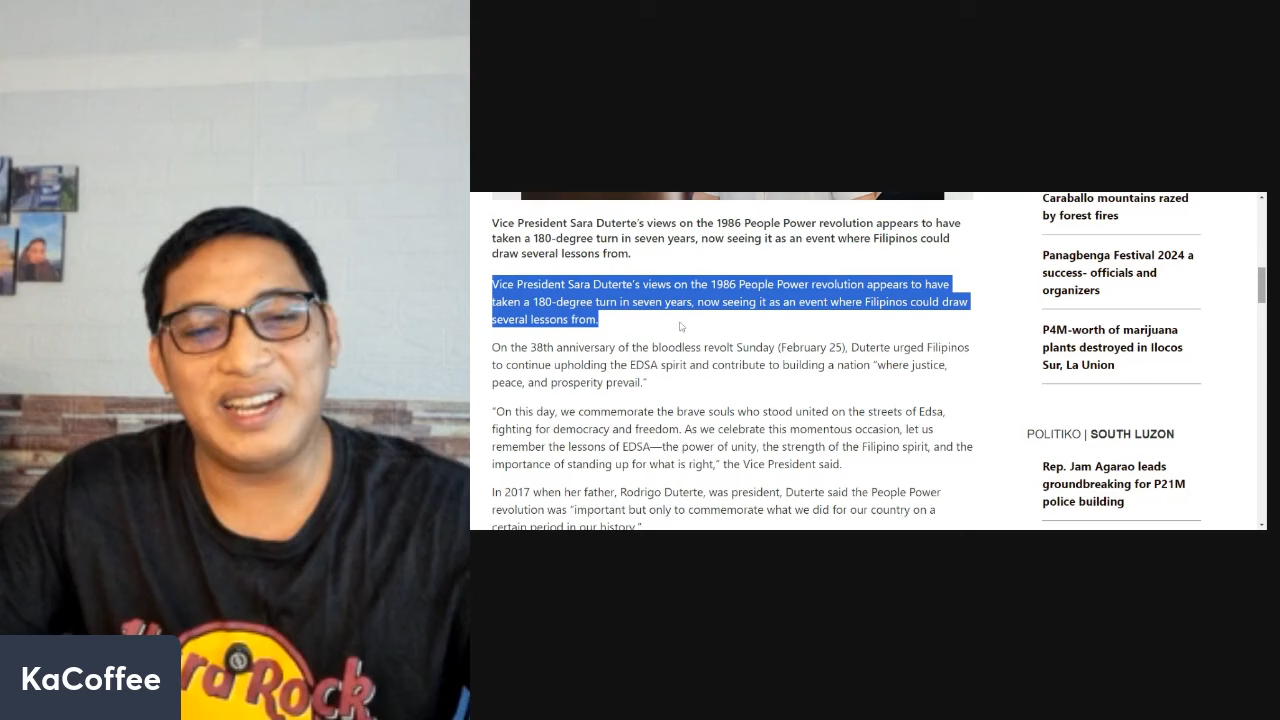 KaCoffee
Hard Rock
Vice President Sara Duterte’s views on the 1986 People Power revolution appears to have
taken a 180-degree turn in seven years, now seeing it as an event where Filipinos could
draw several lessons from.
Vice President Sara Duterte’s views on the 1986 People Power revolution appears to have
taken a 180-degree turn in seven years, now seeing it as an event where Filipinos could draw
several lessons from.
On the 38th anniversary of the bloodless revolt Sunday (February 25), Duterte urged Filipinos
to continue upholding the EDSA spirit and contribute to building a nation “where justice,
peace, and prosperity prevail.”
“On this day, we commemorate the brave souls who stood united on the streets of Edsa,
fighting for democracy and freedom. As we celebrate this momentous occasion, let us
remember the lessons of EDSA—the power of unity, the strength of the Filipino spirit, and the
importance of standing up for what is right,” the Vice President said.
In 2017 when her father, Rodrigo Duterte, was president, Duterte said the People Power
revolution was “important but only to commemorate what we did for our country on a
certain period in our history.”
Caraballo mountains razed
by forest fires
Panagbenga Festival 2024 a
success- officials and
organizers
P4M-worth of marijuana
plants destroyed in Ilocos
Sur, La Union
POLITIKO | SOUTH LUZON
Rep. Jam Agarao leads
groundbreaking for P21M
police building